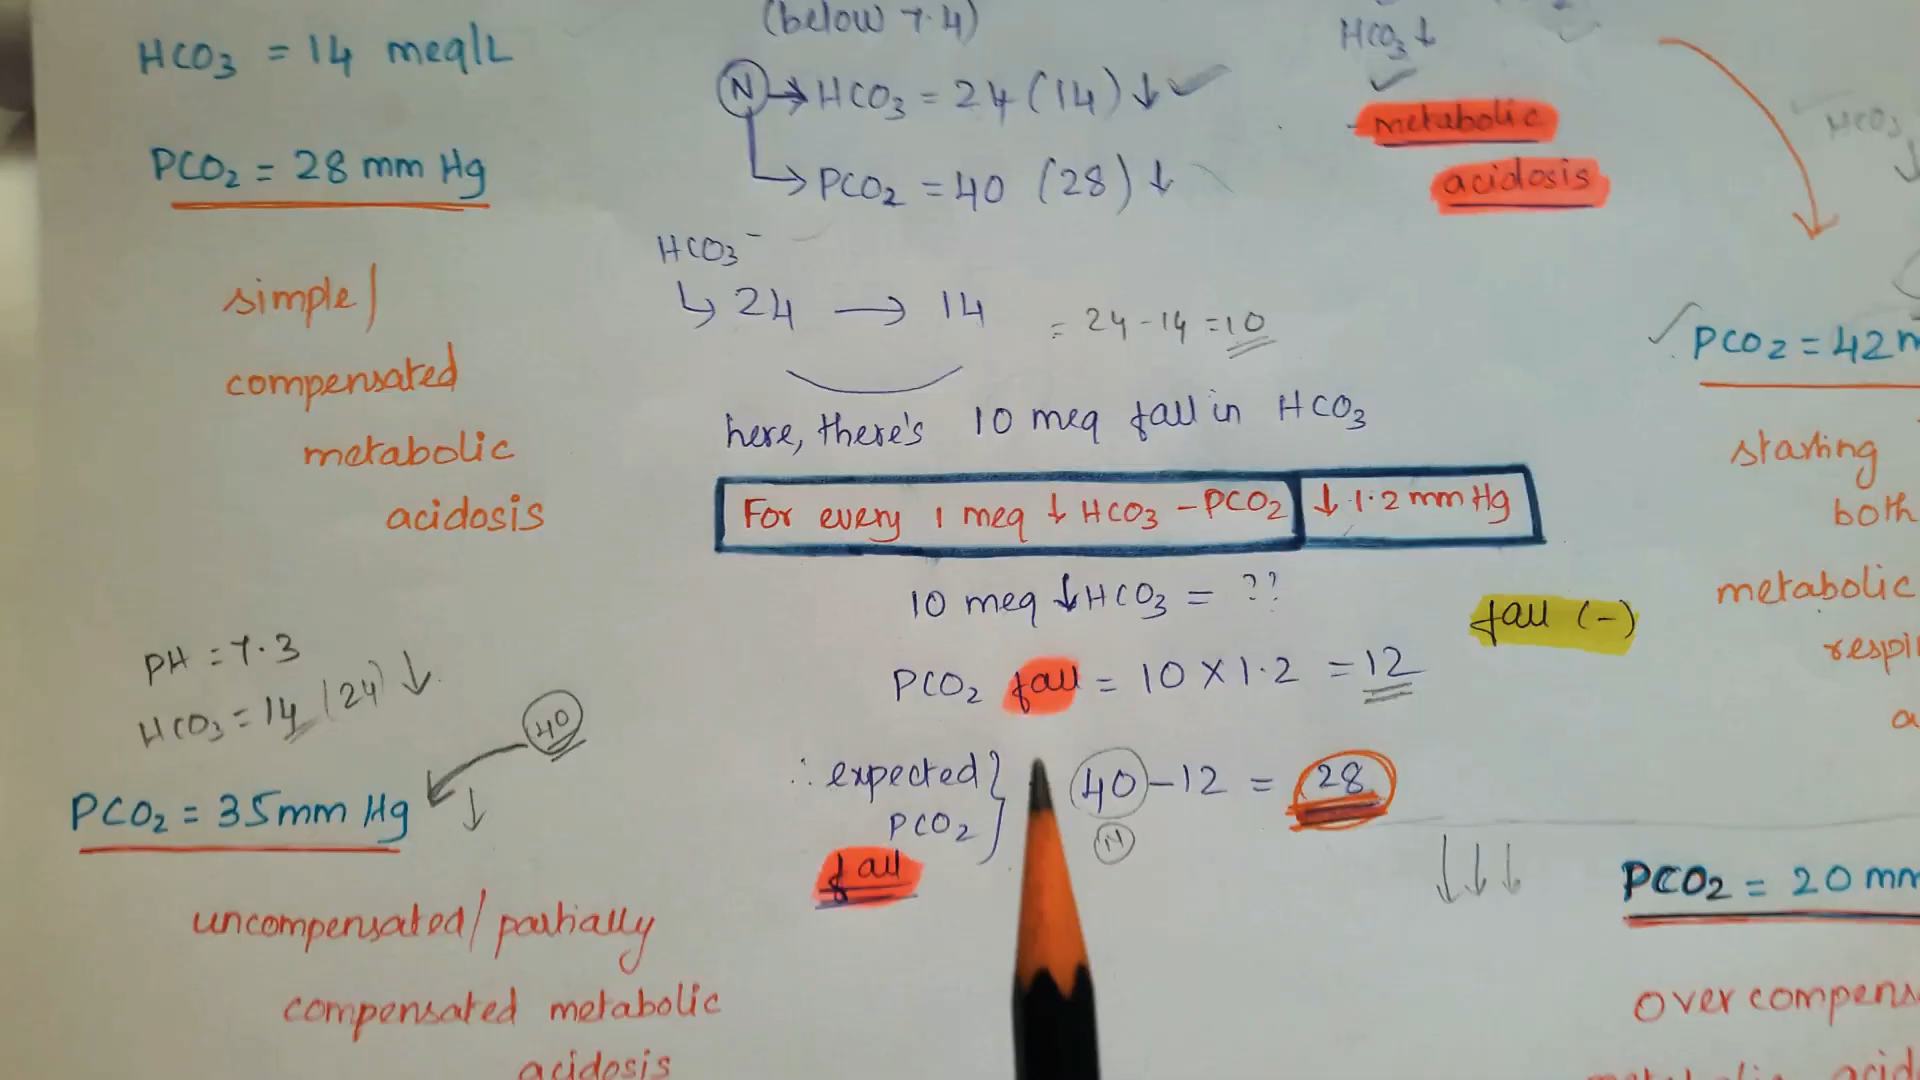 HCO3 = 14 meq/L
PCO2 = 28 mm Hg
simple/
compensated
metabolic
acidosis
PH = 7.3
HCO3 = 14 (24) ↓
40
PCO2 = 35mm Hg ↓
uncompensated/partially
compensated metabolic
acidosis
(below 7.4)
N → HCO3 = 24 (14) ↓ ✓
→ PCO2 = 40 (28) ↓
HCO3⁻
↳ 24 → 14 = 24-14 = 10
here, there's 10 meq fall in HCO3
For every 1 meq ↓ HCO3 - PCO2 ↓ 1.2 mm Hg
10 meq ↓ HCO3 = ??
fall (-)
PCO2 fall = 10 X 1.2 = 12
∴ expected } 40 - 12 = 28
PCO2
N
fall
HCO3 ↓
✓
- metabolic
acidosis
HCO3
↓
✓ PCO2 = 42
starting
both
metabolic
↓↓↓
PCO2 = 20 mm